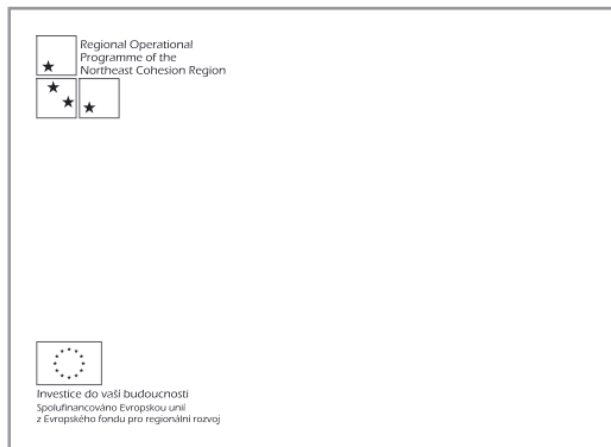 Regional Operational
Programme of the
Northeast Cohesion Region
Investice do vaší budoucnosti
Spolufinancováno Evropskou unií
z Evropského fondu pro regionální rozvoj